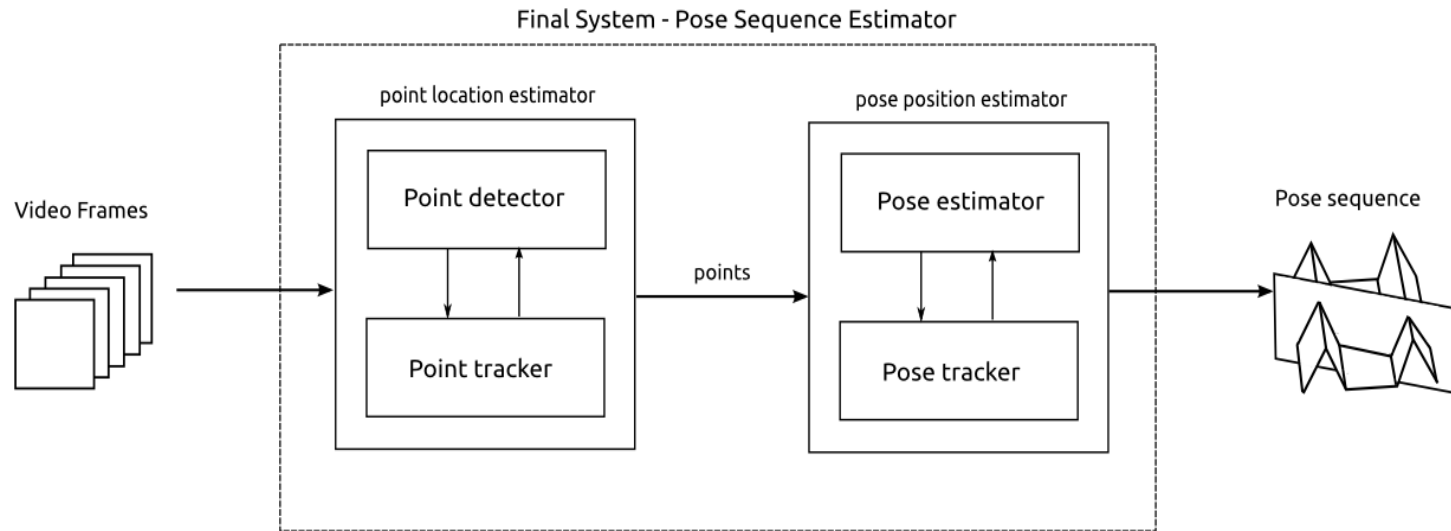 Final System - Pose Sequence Estimator
point location estimator
pose position estimator
Point detector
Pose estimator
Video Frames
Pose sequence
points
Point tracker
Pose tracker